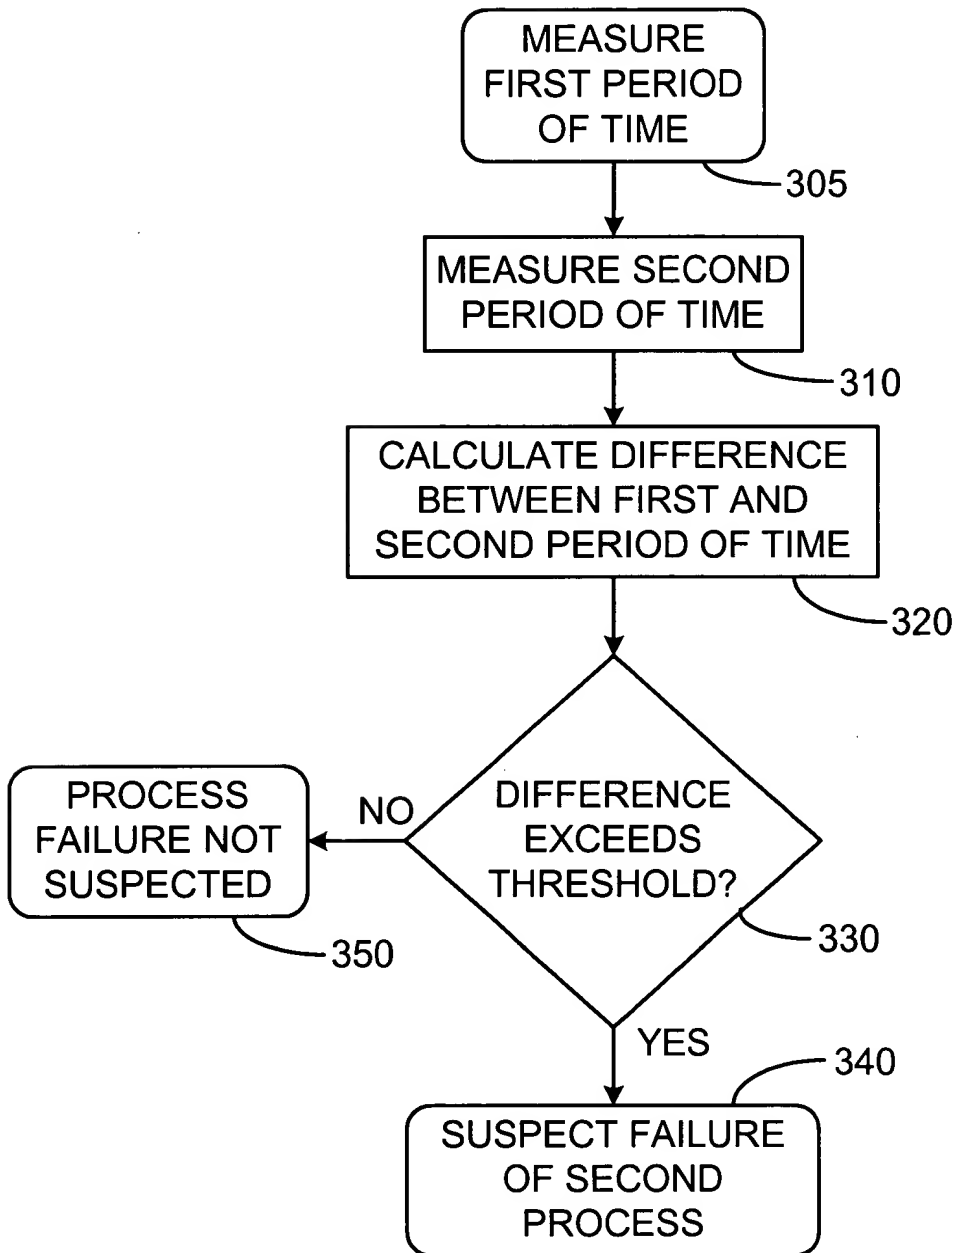 MEASURE
FIRST PERIOD
OF TIME
305
MEASURE SECOND
PERIOD OF TIME
310
CALCULATE DIFFERENCE
BETWEEN FIRST AND
SECOND PERIOD OF TIME
320
DIFFERENCE
EXCEEDS
THRESHOLD?
330
NO
PROCESS
FAILURE NOT
SUSPECTED
350
YES
340
SUSPECT FAILURE
OF SECOND
PROCESS